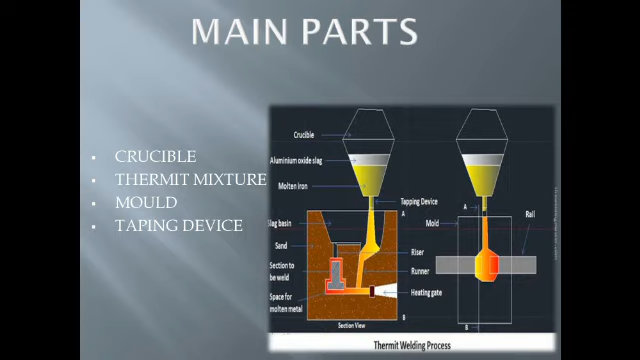 MAIN PARTS
▪ CRUCIBLE
▪ THERMIT MIXTURE
▪ MOULD
▪ TAPING DEVICE
Crucible
Aluminium oxide slag
Molten iron
Tapping Device
Slag basin
Sand
Section to
be weld
Space for
molten metal
A
Riser
Runner
Heating gate
B
Section View
A
Mold
Rail
B
Thermit Welding Process